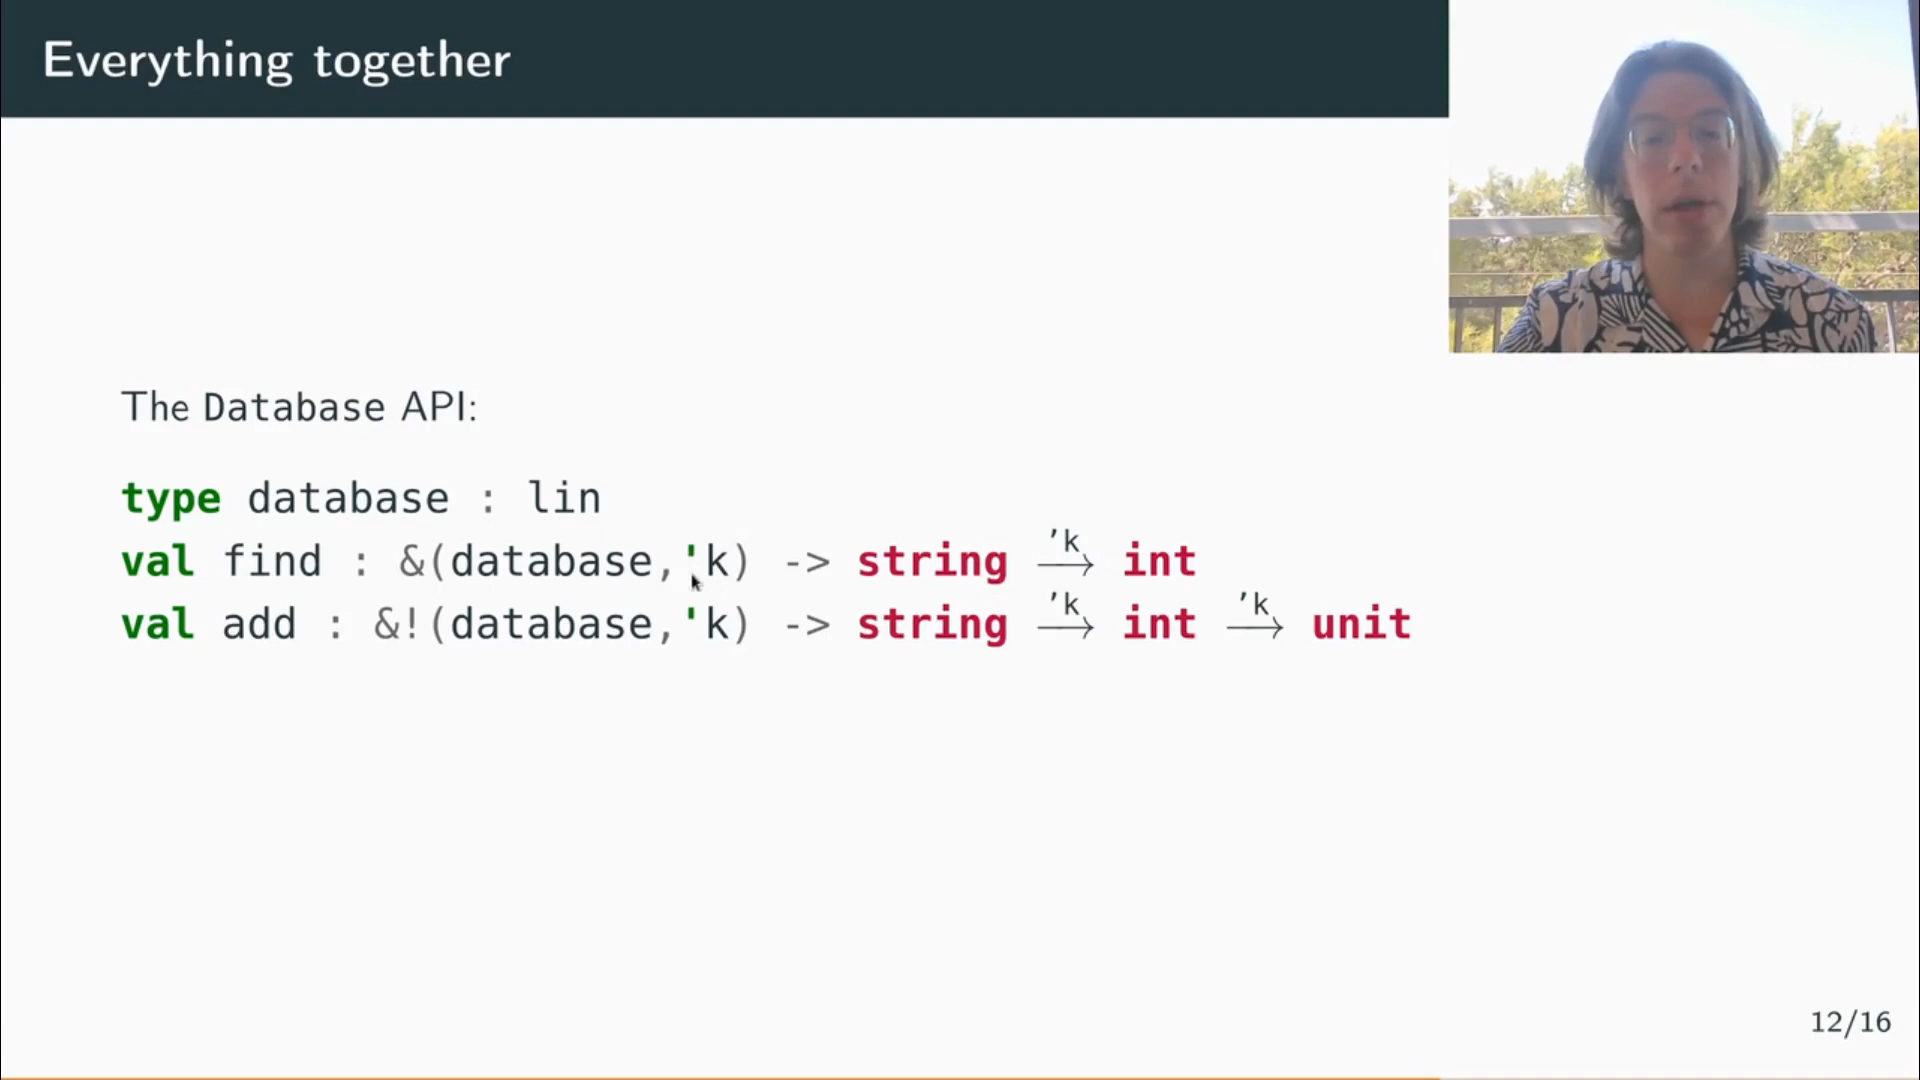 Everything together
The Database API:
type database : lin
val find : &(database,'k) -> string 'k→ int
val add : &!(database,'k) -> string 'k→ int 'k→ unit
12/16